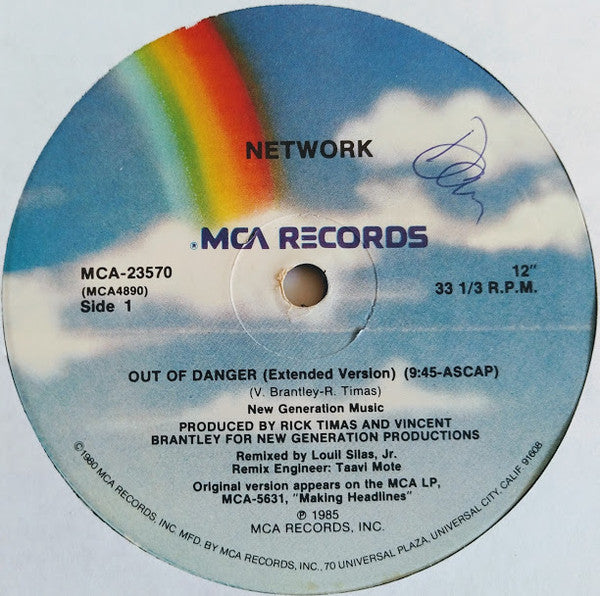 NETWORK
MCA RECORDS
MCA-23570
(MCA4890)
Side 1
12"
33 1/3 R.P.M.
OUT OF DANGER (Extended Version) (9:45-ASCAP)
(V. Brantley-R. Timas)
New Generation Music
PRODUCED BY RICK TIMAS AND VINCENT
BRANTLEY FOR NEW GENERATION PRODUCTIONS
Remixed by Louil Silas, Jr.
Remix Engineer: Taavi Mote
Original version appears on the MCA LP,
MCA-5631, "Making Headlines"
℗ 1985
MCA RECORDS, INC.
©1980 MCA RECORDS, INC. MFD. BY MCA RECORDS, INC., 70 UNIVERSAL PLAZA, UNIVERSAL CITY, CALIF. 91608